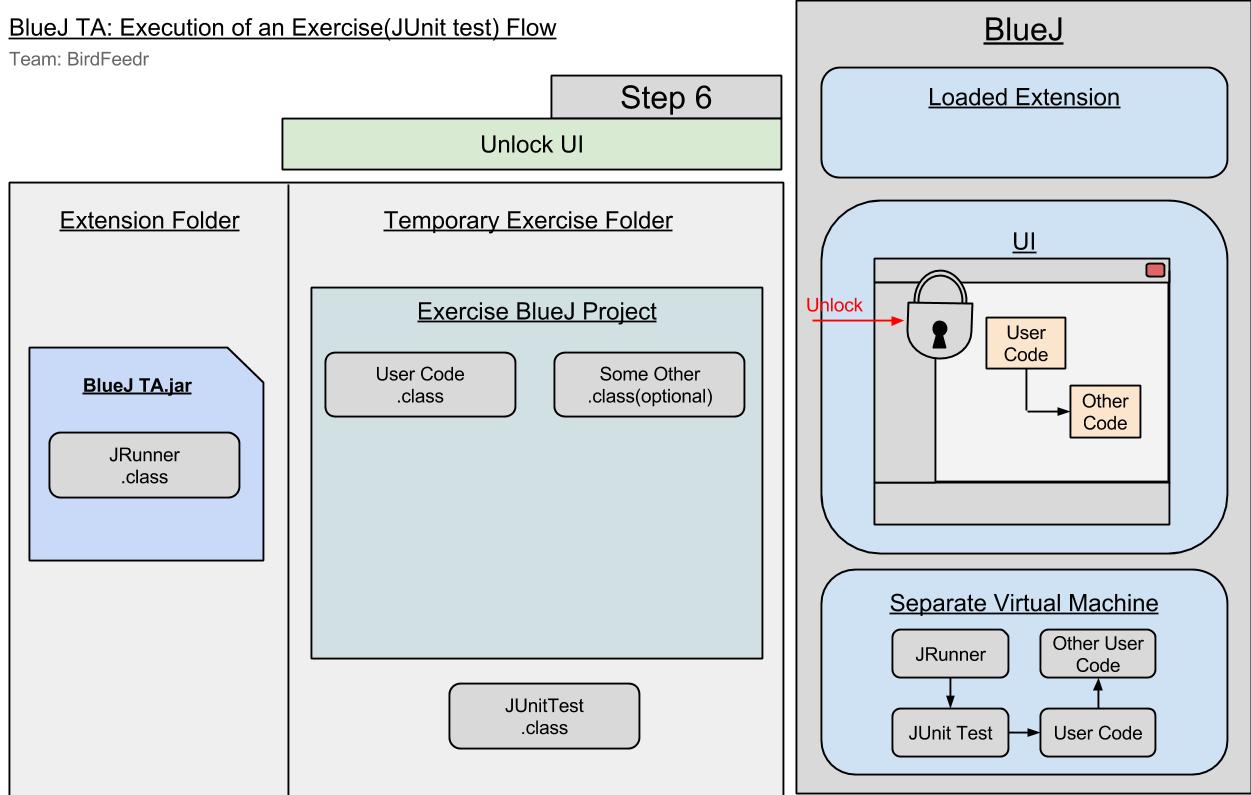 BlueJ TA: Execution of an Exercise(JUnit test) Flow
Team: BirdFeedr
Step 6
Unlock UI
Extension Folder
BlueJ TA.jar
JRunner
.class
Temporary Exercise Folder
Exercise BlueJ Project
User Code
.class
Some Other
.class(optional)
JUnitTest
.class
BlueJ
Loaded Extension
UI
Unlock
User
Code
Other
Code
Separate Virtual Machine
JRunner
Other User
Code
JUnit Test
User Code